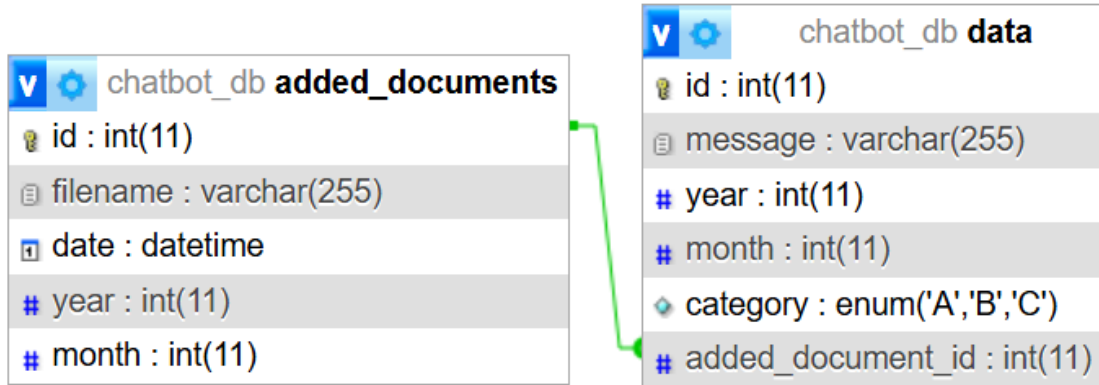 v chatbot_db added_documents
id : int(11)
filename : varchar(255)
date : datetime
year : int(11)
month : int(11)
v chatbot_db data
id : int(11)
message : varchar(255)
year : int(11)
month : int(11)
category : enum('A','B','C')
added_document_id : int(11)